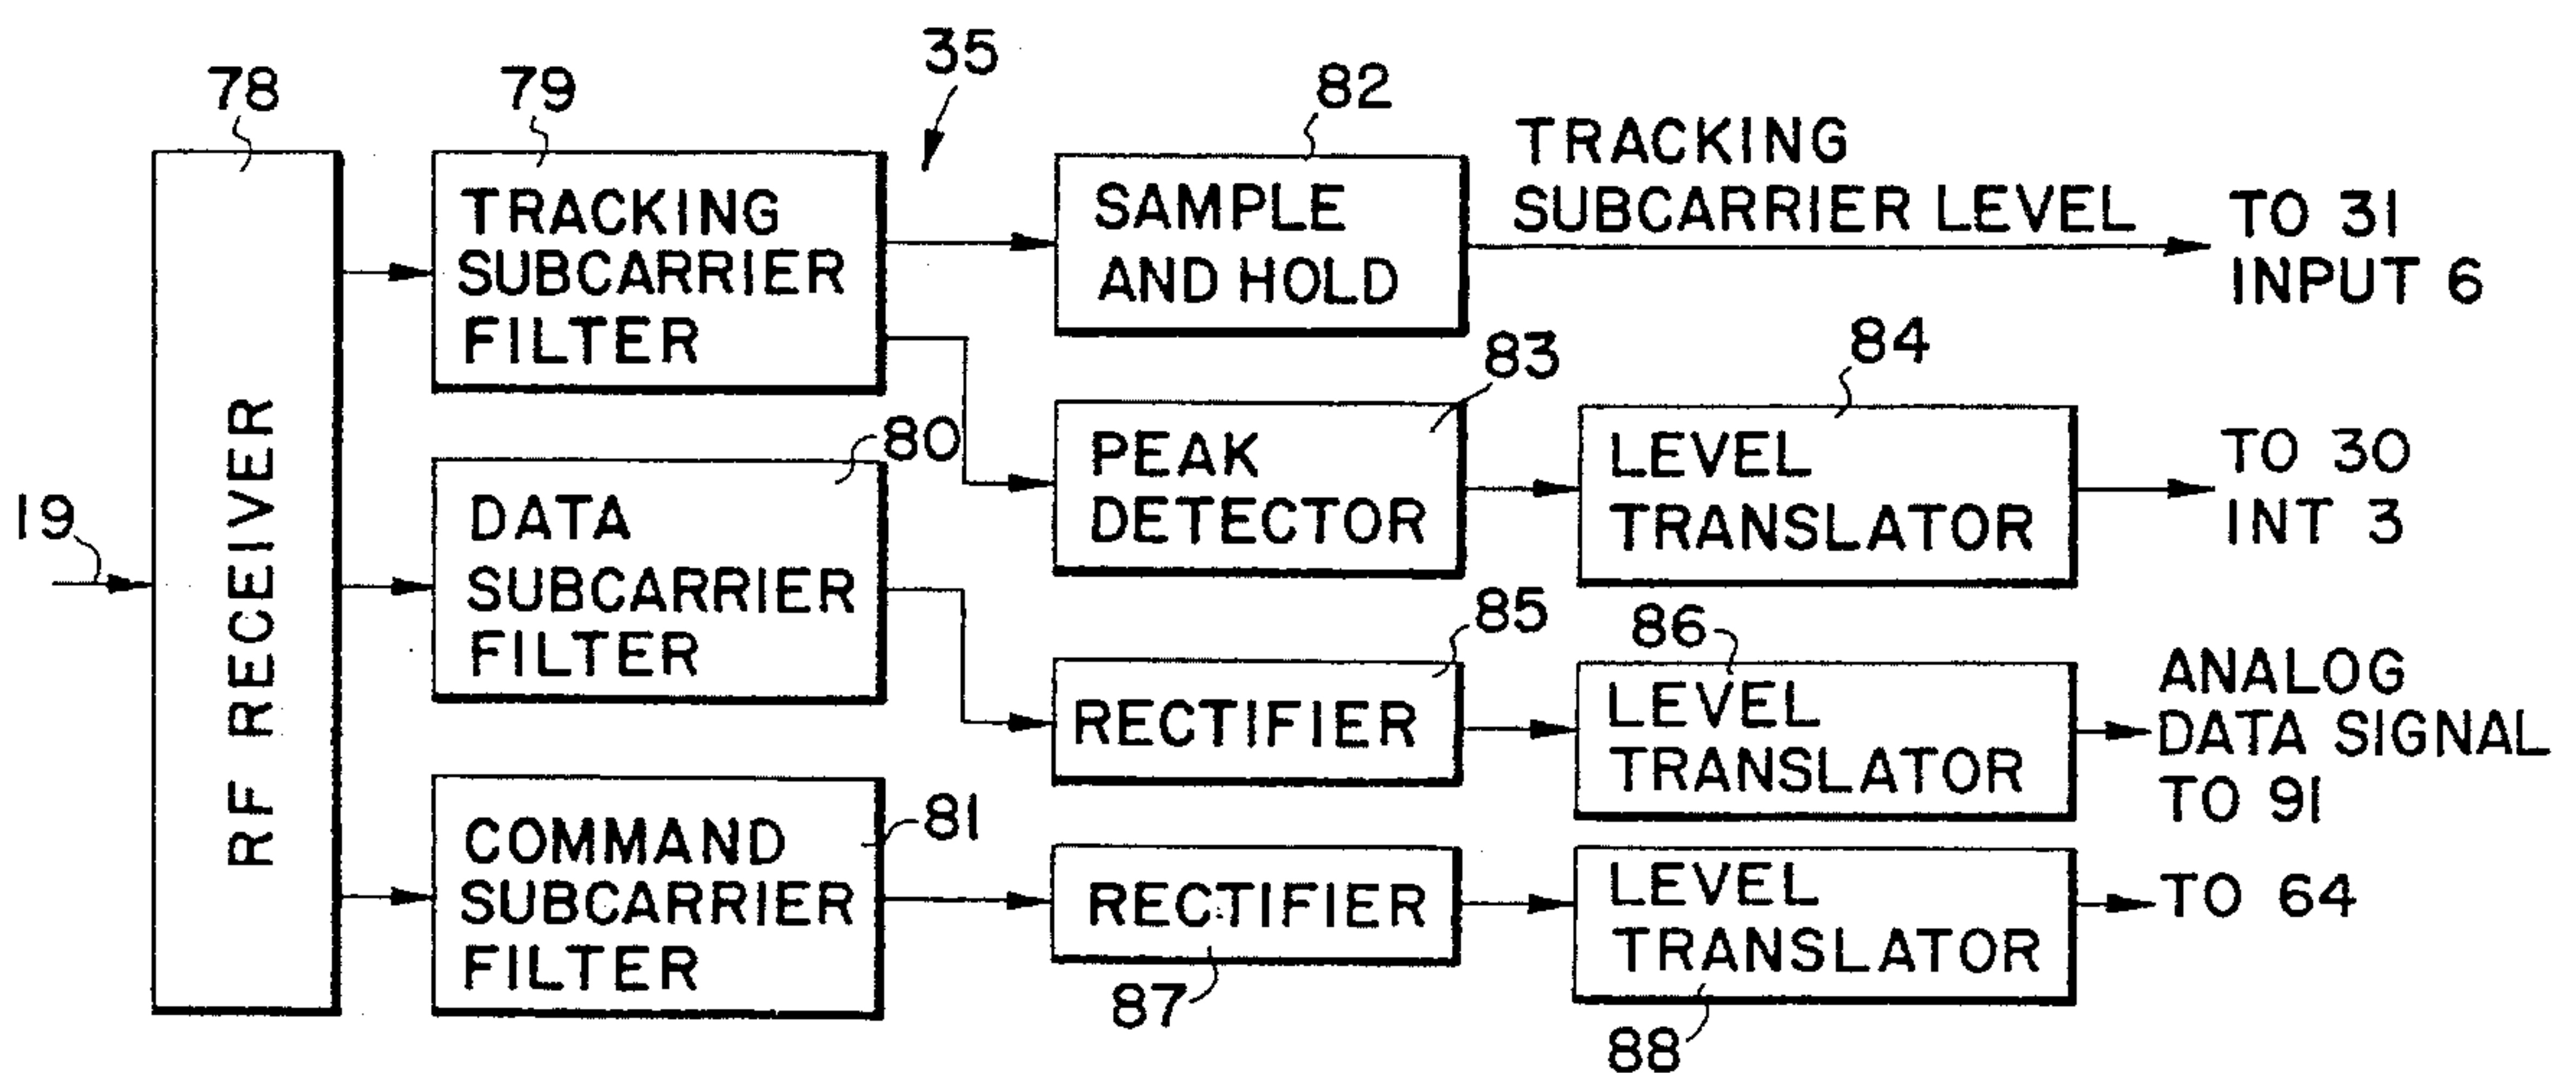 35
78
79
82
TRACKING
SUBCARRIER LEVEL
TO 31
INPUT 6
TRACKING
SUBCARRIER
FILTER
SAMPLE
AND HOLD
83
84
80
PEAK
DETECTOR
LEVEL
TRANSLATOR
TO 30
INT 3
19
RF RECEIVER
DATA
SUBCARRIER
FILTER
85
86
RECTIFIER
LEVEL
TRANSLATOR
ANALOG
DATA SIGNAL
TO 91
81
COMMAND
SUBCARRIER
FILTER
RECTIFIER
87
LEVEL
TRANSLATOR
88
TO 64